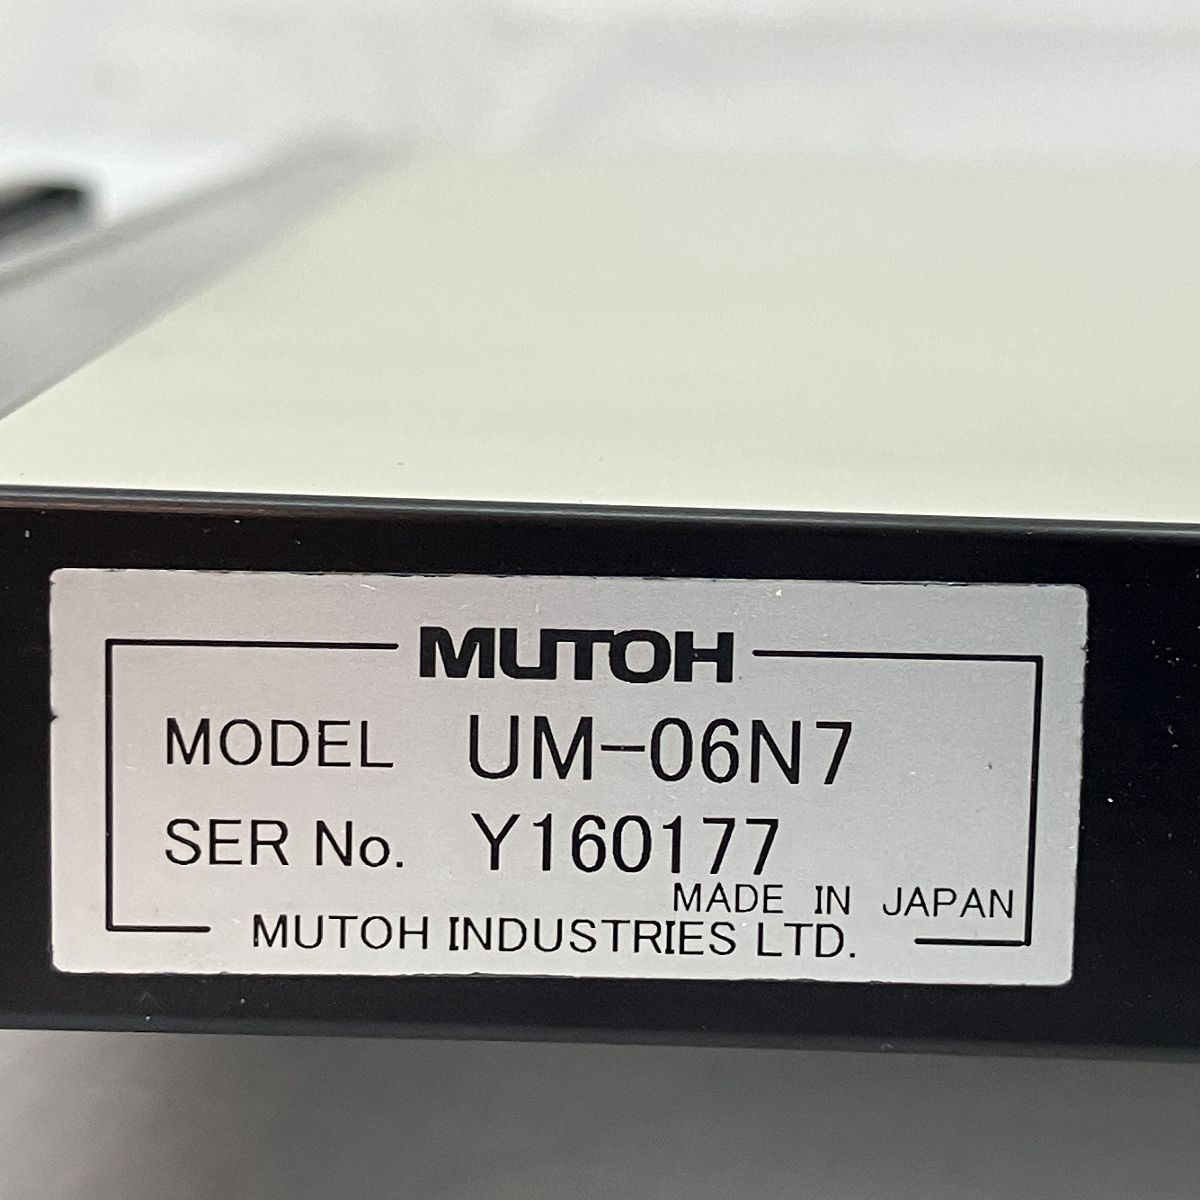 MUTOH
MODEL UM-06N7
SER No. Y160177
MADE IN JAPAN
MUTOH INDUSTRIES LTD.